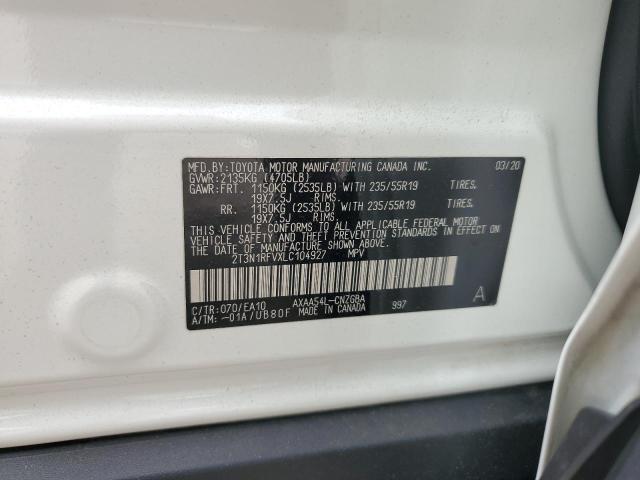 MFD.BY:TOYOTA MOTOR MANUFACTURING CANADA INC. 03/20
GVWR:2135KG (4705LB)
GAWR:FRT. 1150KG (2535LB) WITH 235/55R19 TIRES.
19X7.5J RIMS.
RR. 1150KG (2535LB) WITH 235/55R19 TIRES.
19X7.5J RIMS.
THIS VEHICLE CONFORMS TO ALL APPLICABLE FEDERAL MOTOR
VEHICLE SAFETY AND THEFT PREVENTION STANDARDS IN EFFECT ON
THE DATE OF MANUFACTURE SHOWN ABOVE.
2T3N1RFVXLC104927 MPV
C/TR:070/EA10 AXAA54L-CNZGBA
A/TM:-01A/UB80F MADE IN CANADA 997 A